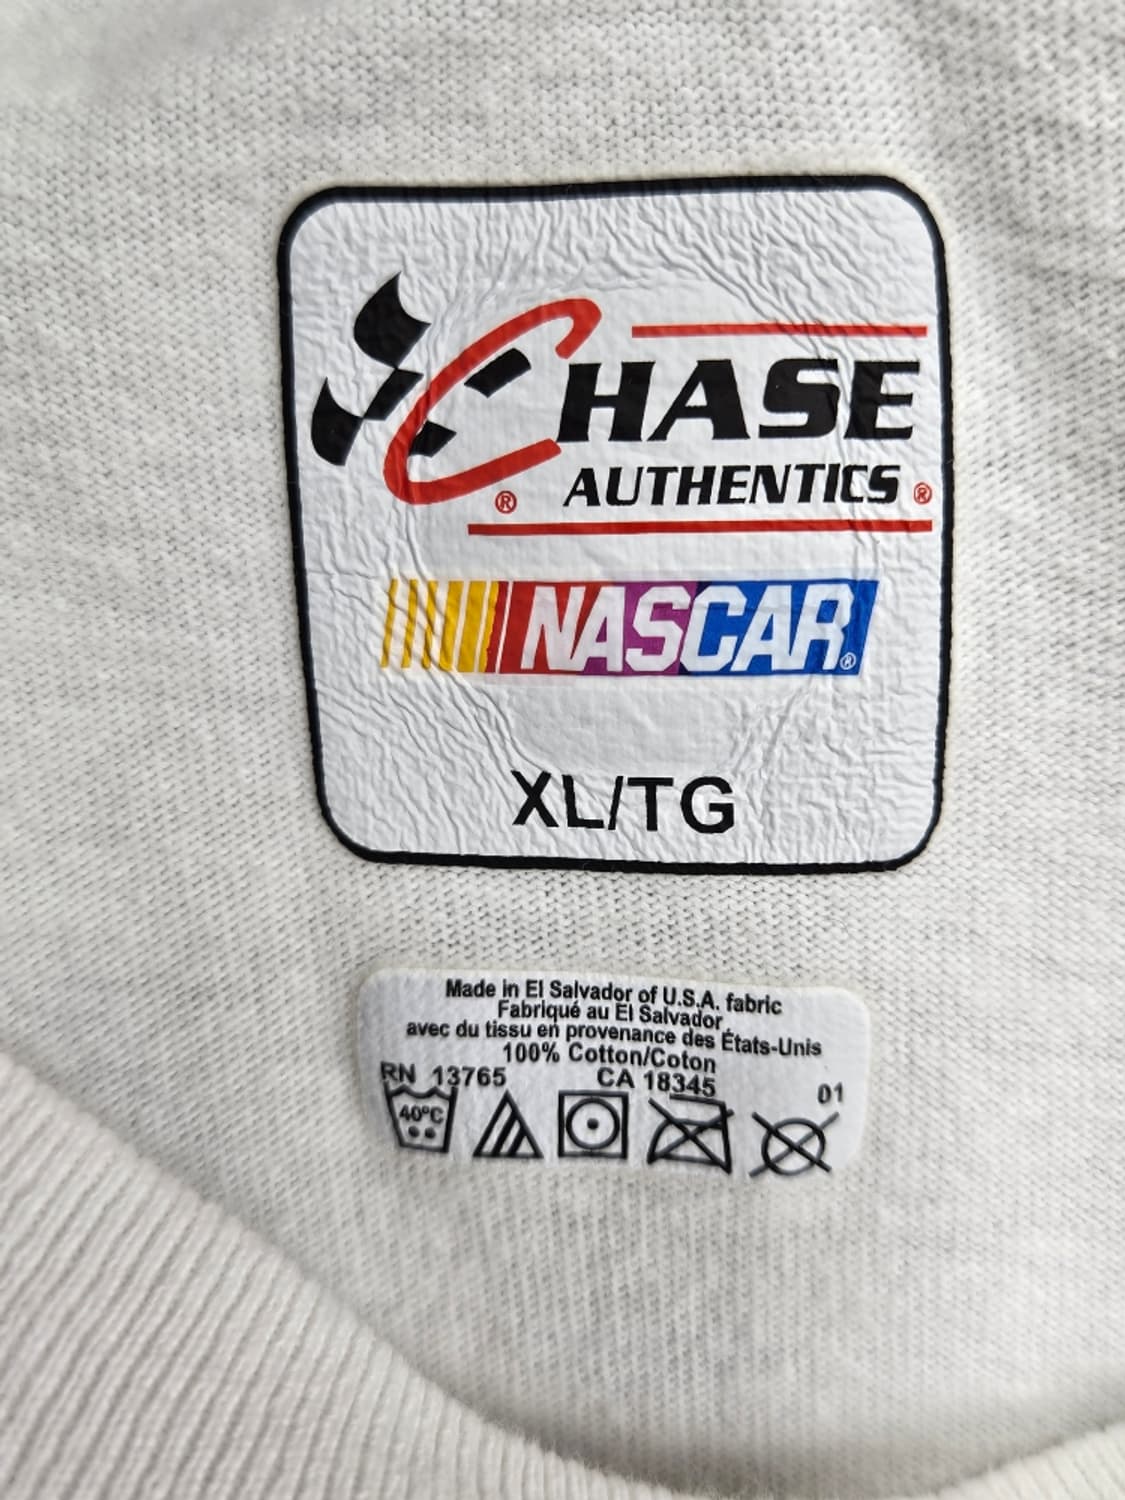 CHASE
AUTHENTICS®
®
NASCAR®
XL/TG
Made in El Salvador of U.S.A. fabric
Fabriqué au El Salvador
avec du tissu en provenance des États-Unis
100% Cotton/Coton
RN 13765 CA 18345 01
40°C